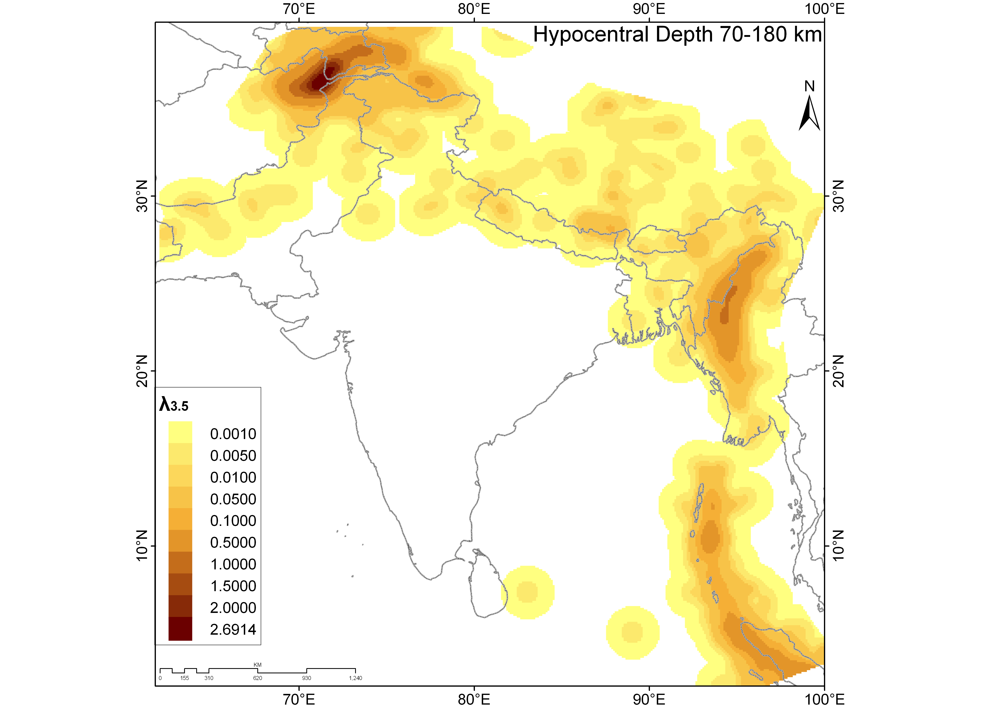 70°E 80°E 90°E 100°E
Hypocentral Depth 70-180 km
N
30°N 30°N
20°N 20°N
λ3.5
0.0010
0.0050
0.0100
0.0500
0.1000
0.5000
1.0000
1.5000
2.0000
2.6914
10°N 10°N
KM
0 155 310 620 930 1,240
70°E 80°E 90°E 100°E